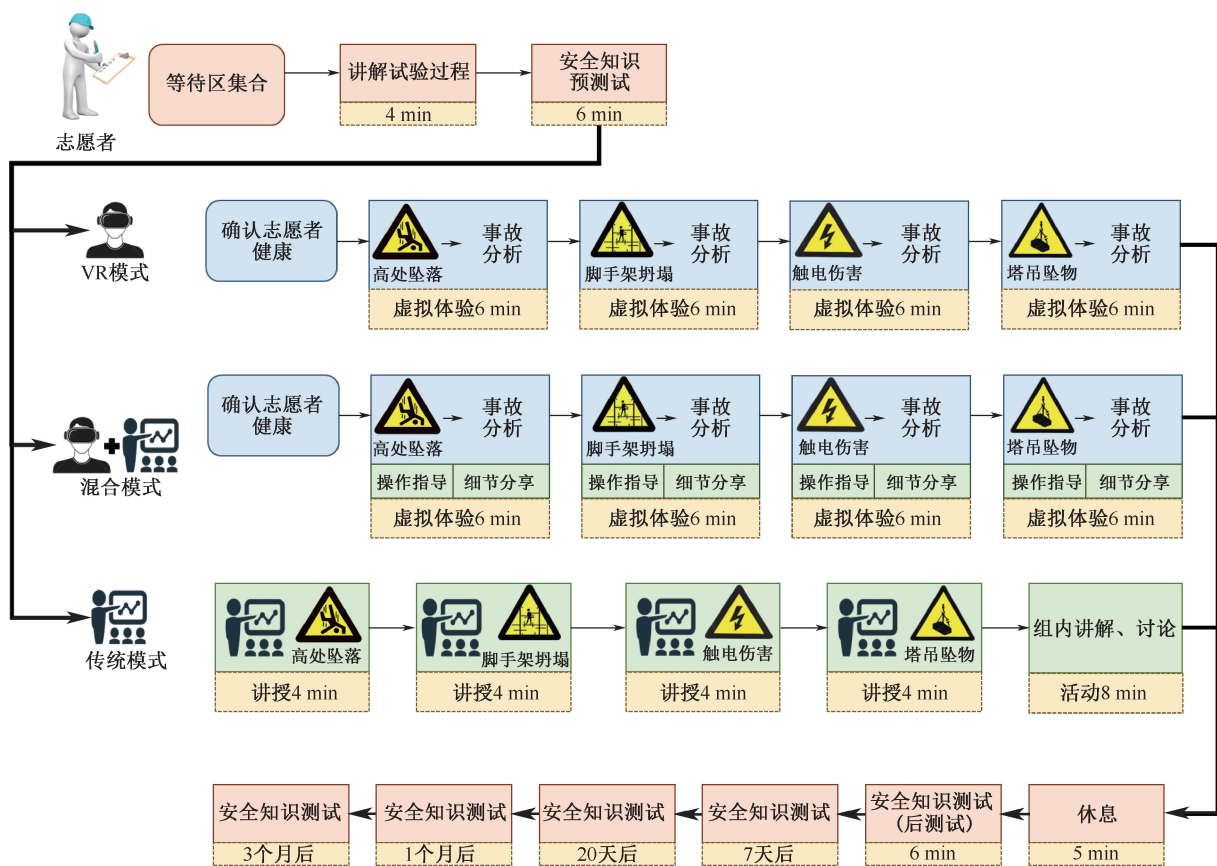 志愿者
等待区集合
讲解试验过程
4 min
安全知识
预测试
6 min
VR模式
确认志愿者
健康
高处坠落
事故
分析
虚拟体验6 min
脚手架坍塌
事故
分析
虚拟体验6 min
触电伤害
事故
分析
虚拟体验6 min
塔吊坠物
事故
分析
虚拟体验6 min
混合模式
确认志愿者
健康
高处坠落
事故
分析
操作指导
细节分享
虚拟体验6 min
脚手架坍塌
事故
分析
操作指导
细节分享
虚拟体验6 min
触电伤害
事故
分析
操作指导
细节分享
虚拟体验6 min
塔吊坠物
事故
分析
操作指导
细节分享
虚拟体验6 min
传统模式
高处坠落
讲授4 min
脚手架坍塌
讲授4 min
触电伤害
讲授4 min
塔吊坠物
讲授4 min
组内讲解、讨论
活动8 min
安全知识测试
3个月后
安全知识测试
1个月后
安全知识测试
20天后
安全知识测试
7天后
安全知识测试
(后测试)
6 min
休息
5 min